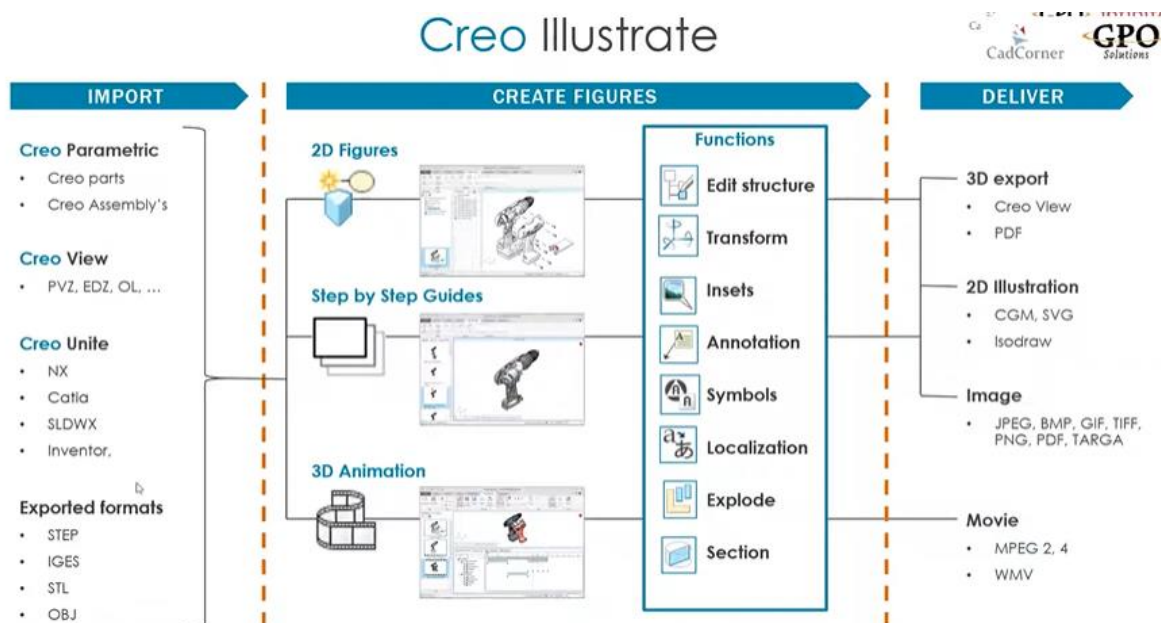 Creo Illustrate
Ca
CadCorner
GPO
Solutions
IMPORT
Creo Parametric
• Creo parts
• Creo Assembly's
Creo View
• PVZ, EDZ, OL, ...
Creo Unite
• NX
• Catia
• SLDWX
• Inventor,
Exported formats
• STEP
• IGES
• STL
• OBJ
CREATE FIGURES
2D Figures
Step by Step Guides
3D Animation
Functions
Edit structure
Transform
Insets
Annotation
Symbols
Localization
Explode
Section
DELIVER
3D export
• Creo View
• PDF
2D Illustration
• CGM, SVG
• Isodraw
Image
• JPEG, BMP, GIF, TIFF,
PNG, PDF, TARGA
Movie
• MPEG 2, 4
• WMV